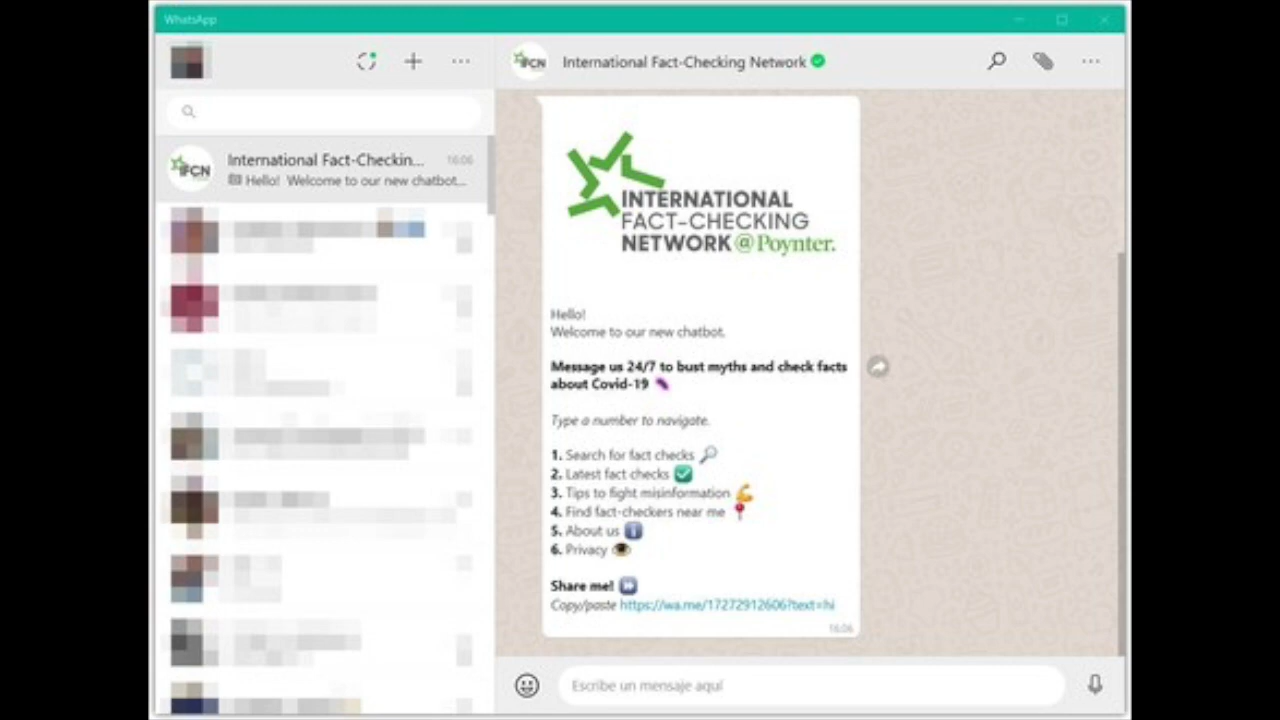 WhatsApp
IFCN
International Fact-Checking Network
IFCN
International Fact-Checkin...
16:06
Hello! Welcome to our new chatbot...
INTERNATIONAL
FACT-CHECKING
NETWORK @Poynter.
Hello!
Welcome to our new chatbot.
Message us 24/7 to bust myths and check facts
about Covid-19
Type a number to navigate.
1. Search for fact checks
2. Latest fact checks
3. Tips to fight misinformation
4. Find fact-checkers near me
5. About us
6. Privacy
Share me!
Copy/paste https://wa.me/17272912606?text=hi
16:06
Escribe un mensaje aquí